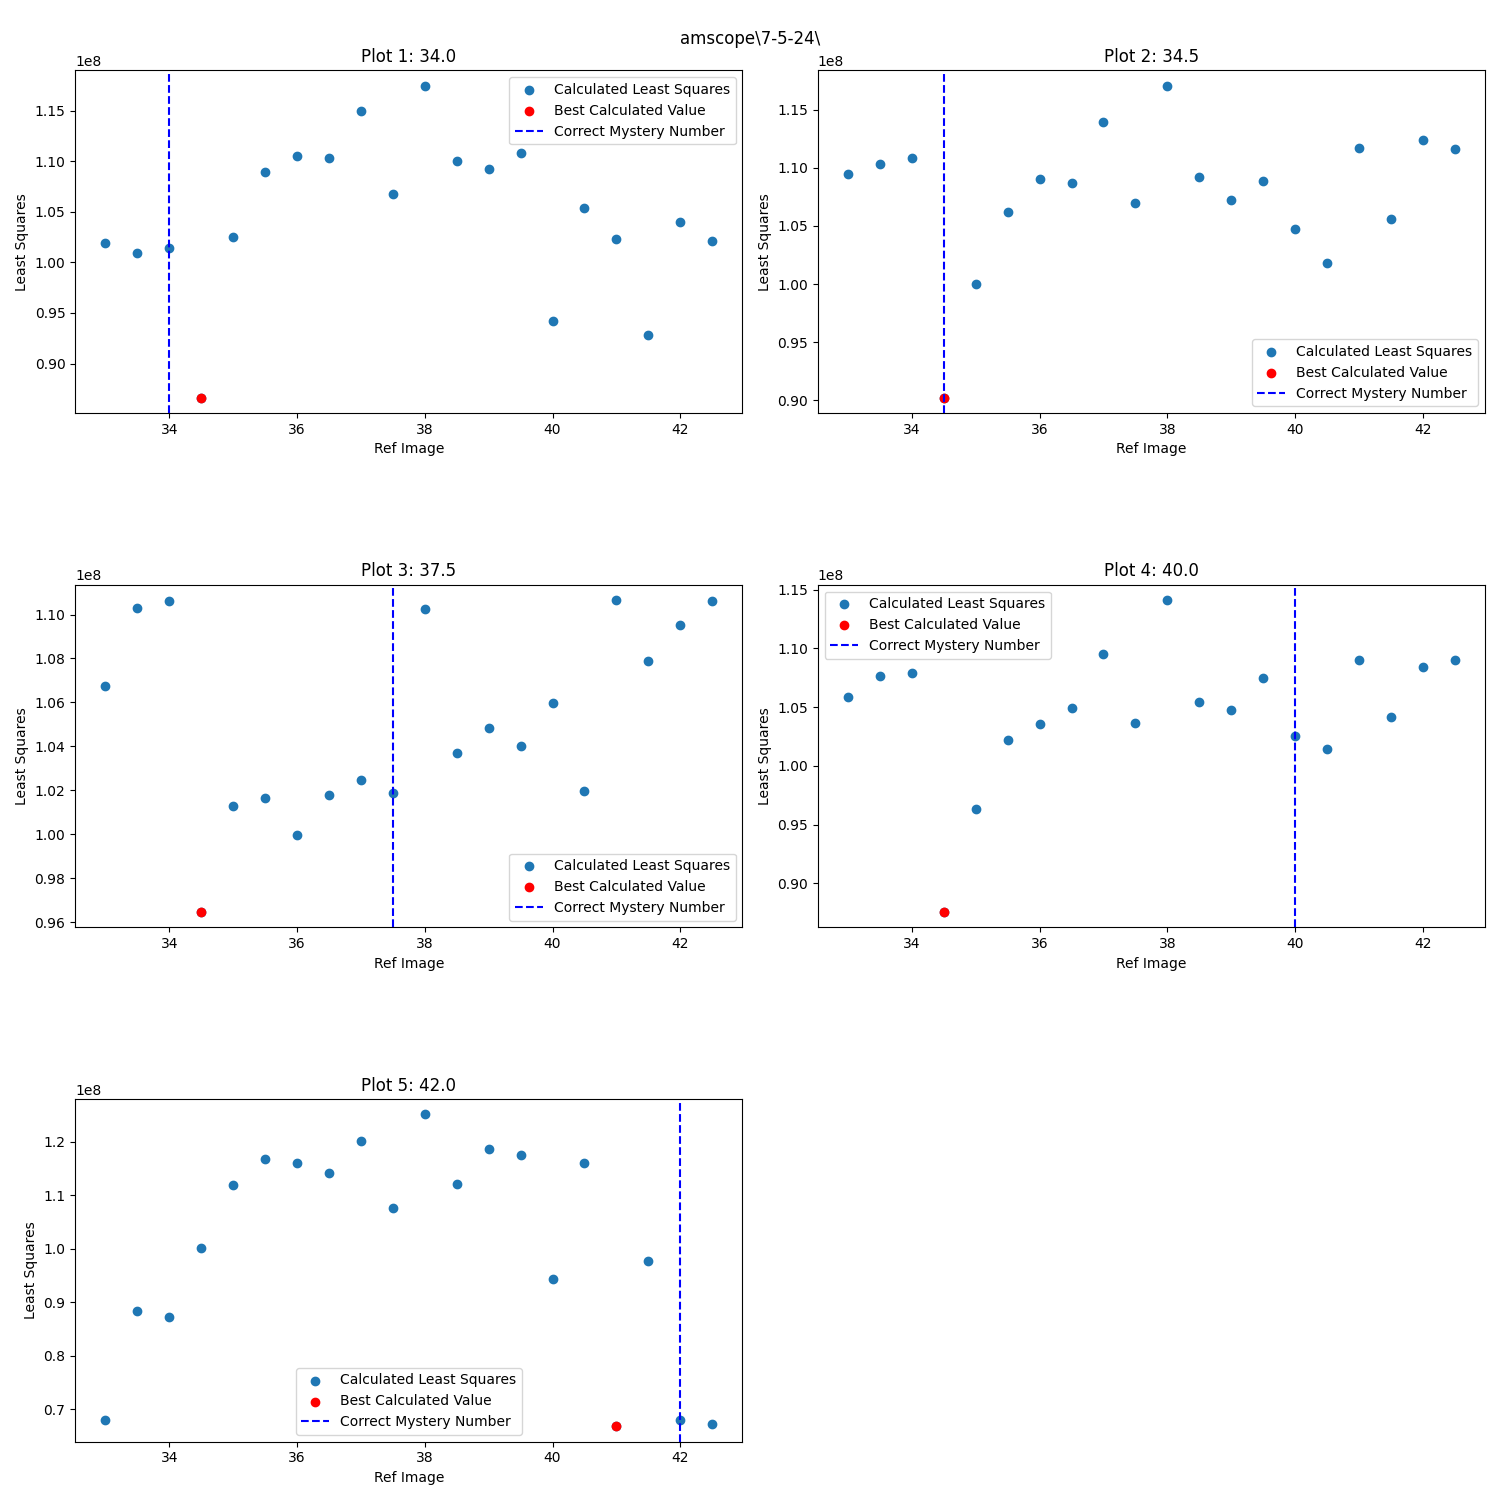 amscope\7-5-24\
Plot 1: 34.0
1e8
Calculated Least Squares
Best Calculated Value
Correct Mystery Number
1.15
1.10
1.05
1.00
0.95
0.90
Least Squares
34 36 38 40 42
Ref Image
Plot 2: 34.5
1e8
1.15
1.10
1.05
1.00
0.95
0.90
Least Squares
Calculated Least Squares
Best Calculated Value
Correct Mystery Number
34 36 38 40 42
Ref Image
Plot 3: 37.5
1e8
1.10
1.08
1.06
1.04
1.02
1.00
0.98
0.96
Least Squares
Calculated Least Squares
Best Calculated Value
Correct Mystery Number
34 36 38 40 42
Ref Image
Plot 4: 40.0
1e8
Calculated Least Squares
Best Calculated Value
Correct Mystery Number
1.15
1.10
1.05
1.00
0.95
0.90
Least Squares
34 36 38 40 42
Ref Image
Plot 5: 42.0
1e8
1.2
1.1
1.0
0.9
0.8
0.7
Least Squares
Calculated Least Squares
Best Calculated Value
Correct Mystery Number
34 36 38 40 42
Ref Image